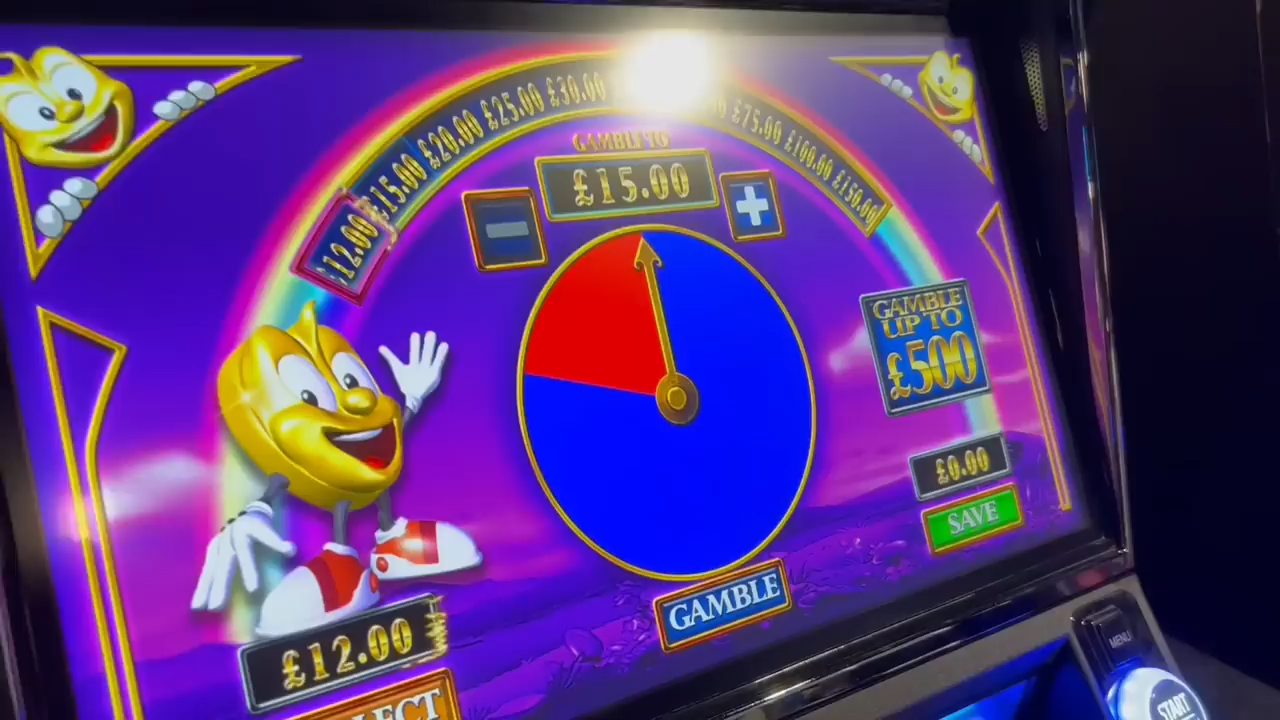 £12.00 £15.00 £20.00 £25.00 £30.00
£75.00 £100.00 £150.00
GAMBLE TO
£15.00
-
+
GAMBLE
UP TO
£500
£0.00
SAVE
GAMBLE
£12.00
MENU
START